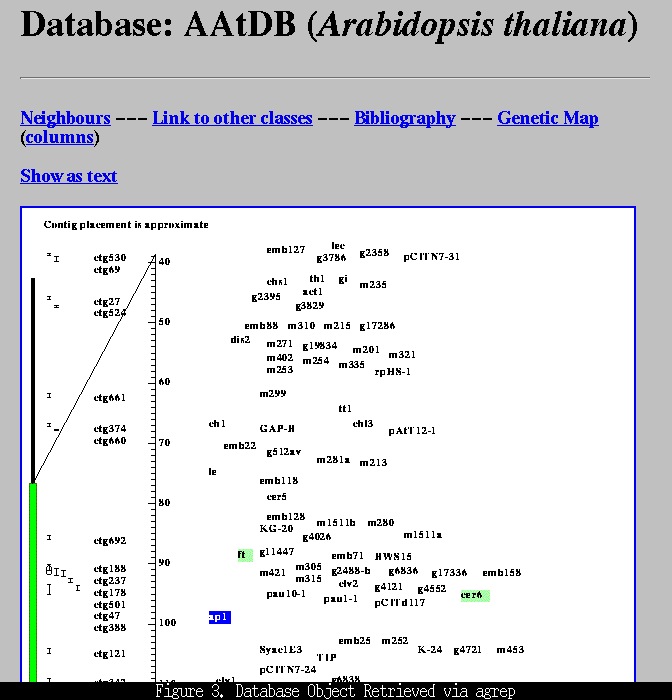 Database: AAtDB (Arabidopsis thaliana)
Neighbours --- Link to other classes --- Bibliography --- Genetic Map
(columns)
Show as text
Contig placement is approximate
lec
emb127 g2358
ctg530 40 g3786 pCITN7-31
ctg69
th1 gi
chs1 m235
act1
ctg27 g2395
g3829
ctg524
50 emb88 m310 m215 g17286
dis2 m271 g19834 m201
m402 m254 m321
m253 m335 rpHS-1
60
ctg661 m299
tt1
ch1 GAP-H chl3
ctg374 pAtT12-1
ctg660 70 emb22
g512av m281a m213
le
emb118
cer5
80
emb128 m1511b m280
KG-20
ctg692 g4026 m1511a
ft g11447 emb71 HWS15
90
ctg188 m421 m305 g2488-b g6836 g17336 emb158
ctg237 m315 clv2
ctg178 pau10-1 g4121 g4552 cer6
ctg501 pau1-1 pCITd117
ctg47 ap1
ctg388 100
emb25 m252
ctg121 Syac1E3 K-24 g4721 m453
TIP
pCITN7-24
g6838
Figure 3. Database Object Retrieved via agrep